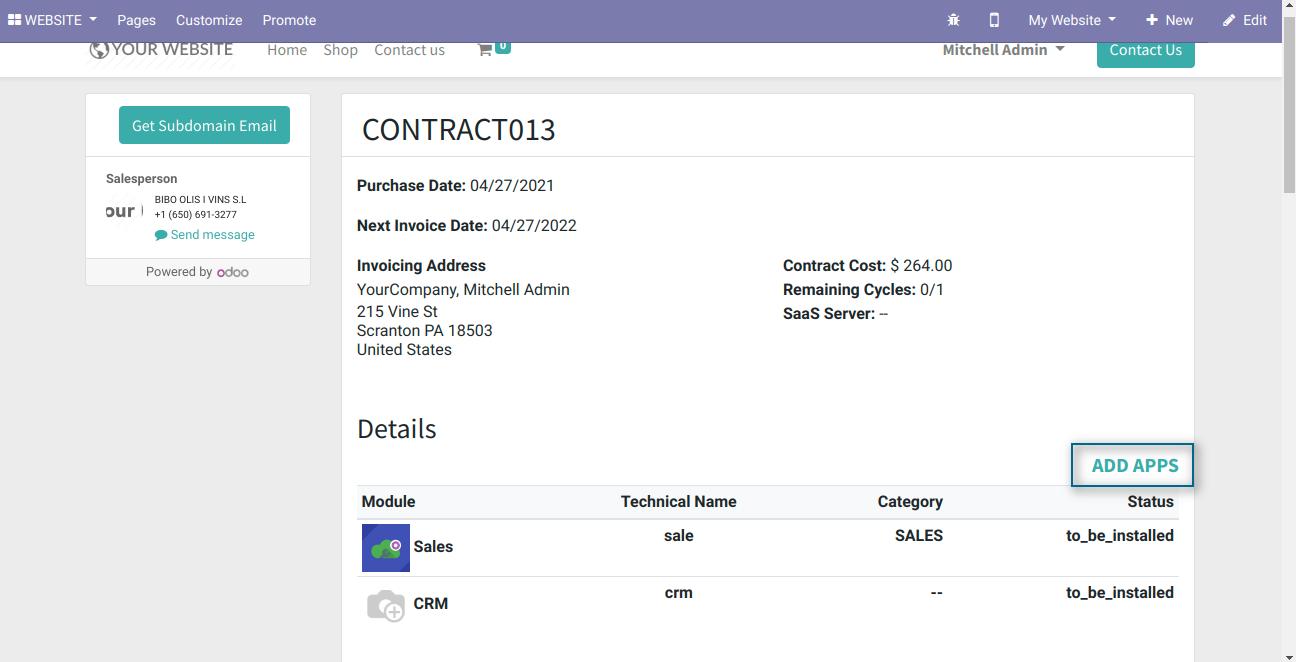 WEBSITE Pages Customize Promote My Website New Edit
YOUR WEBSITE Home Shop Contact us 0 Mitchell Admin Contact Us
Get Subdomain Email
Salesperson
our
BIBO OLIS I VINS S.L
+1 (650) 691-3277
Send message
Powered by odoo
CONTRACT013
Purchase Date: 04/27/2021
Next Invoice Date: 04/27/2022
Invoicing Address
YourCompany, Mitchell Admin
215 Vine St
Scranton PA 18503
United States
Contract Cost: $ 264.00
Remaining Cycles: 0/1
SaaS Server: --
Details
ADD APPS
Module Technical Name Category Status
Sales sale SALES to_be_installed
CRM crm -- to_be_installed